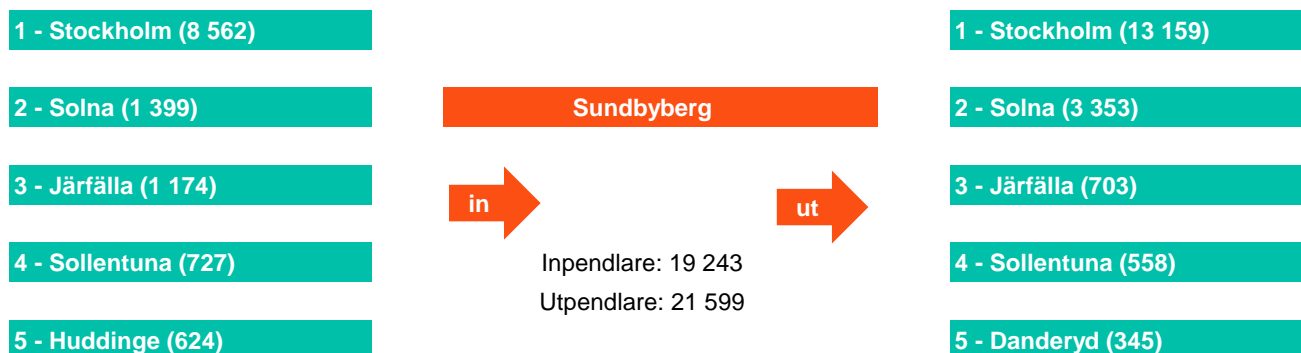 1 - Stockholm (8 562)
2 - Solna (1 399)
3 - Järfälla (1 174)
4 - Sollentuna (727)
5 - Huddinge (624)
Sundbyberg
in
ut
Inpendlare: 19 243
Utpendlare: 21 599
1 - Stockholm (13 159)
2 - Solna (3 353)
3 - Järfälla (703)
4 - Sollentuna (558)
5 - Danderyd (345)